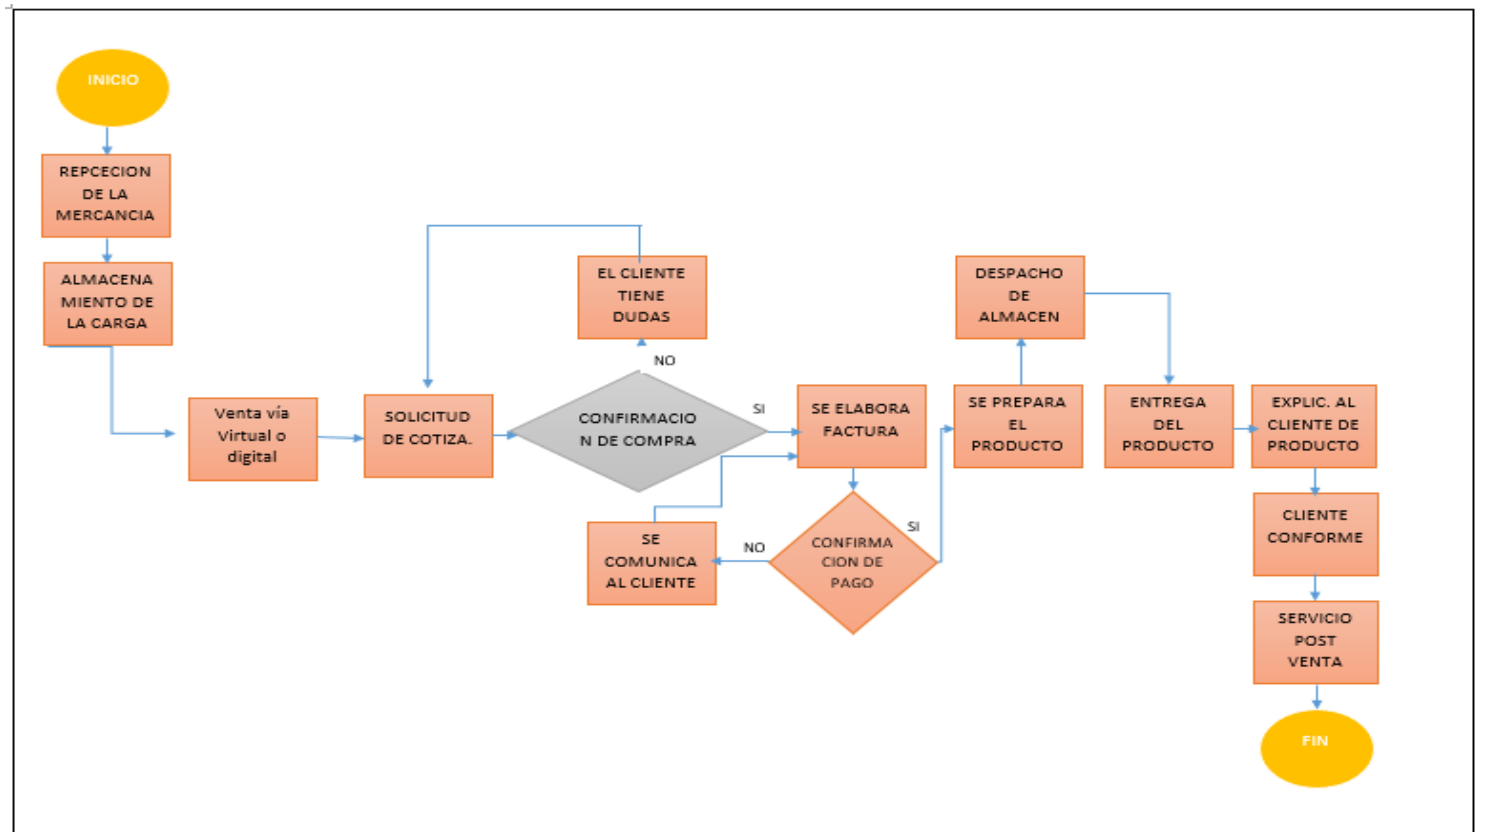 INICIO
REPCECION
DE LA
MERCANCIA
ALMACENA
MIENTO DE
LA CARGA
Venta vía
Virtual o
digital
SOLICITUD
DE COTIZA.
EL CLIENTE
TIENE
DUDAS
NO
CONFIRMACIO
N DE COMPRA
SI
SE ELABORA
FACTURA
CONFIRMA
CION DE
PAGO
NO
SE
COMUNICA
AL CLIENTE
SI
SE PREPARA
EL
PRODUCTO
DESPACHO
DE
ALMACEN
ENTREGA
DEL
PRODUCTO
EXPLIC. AL
CLIENTE DE
PRODUCTO
CLIENTE
CONFORME
SERVICIO
POST
VENTA
FIN